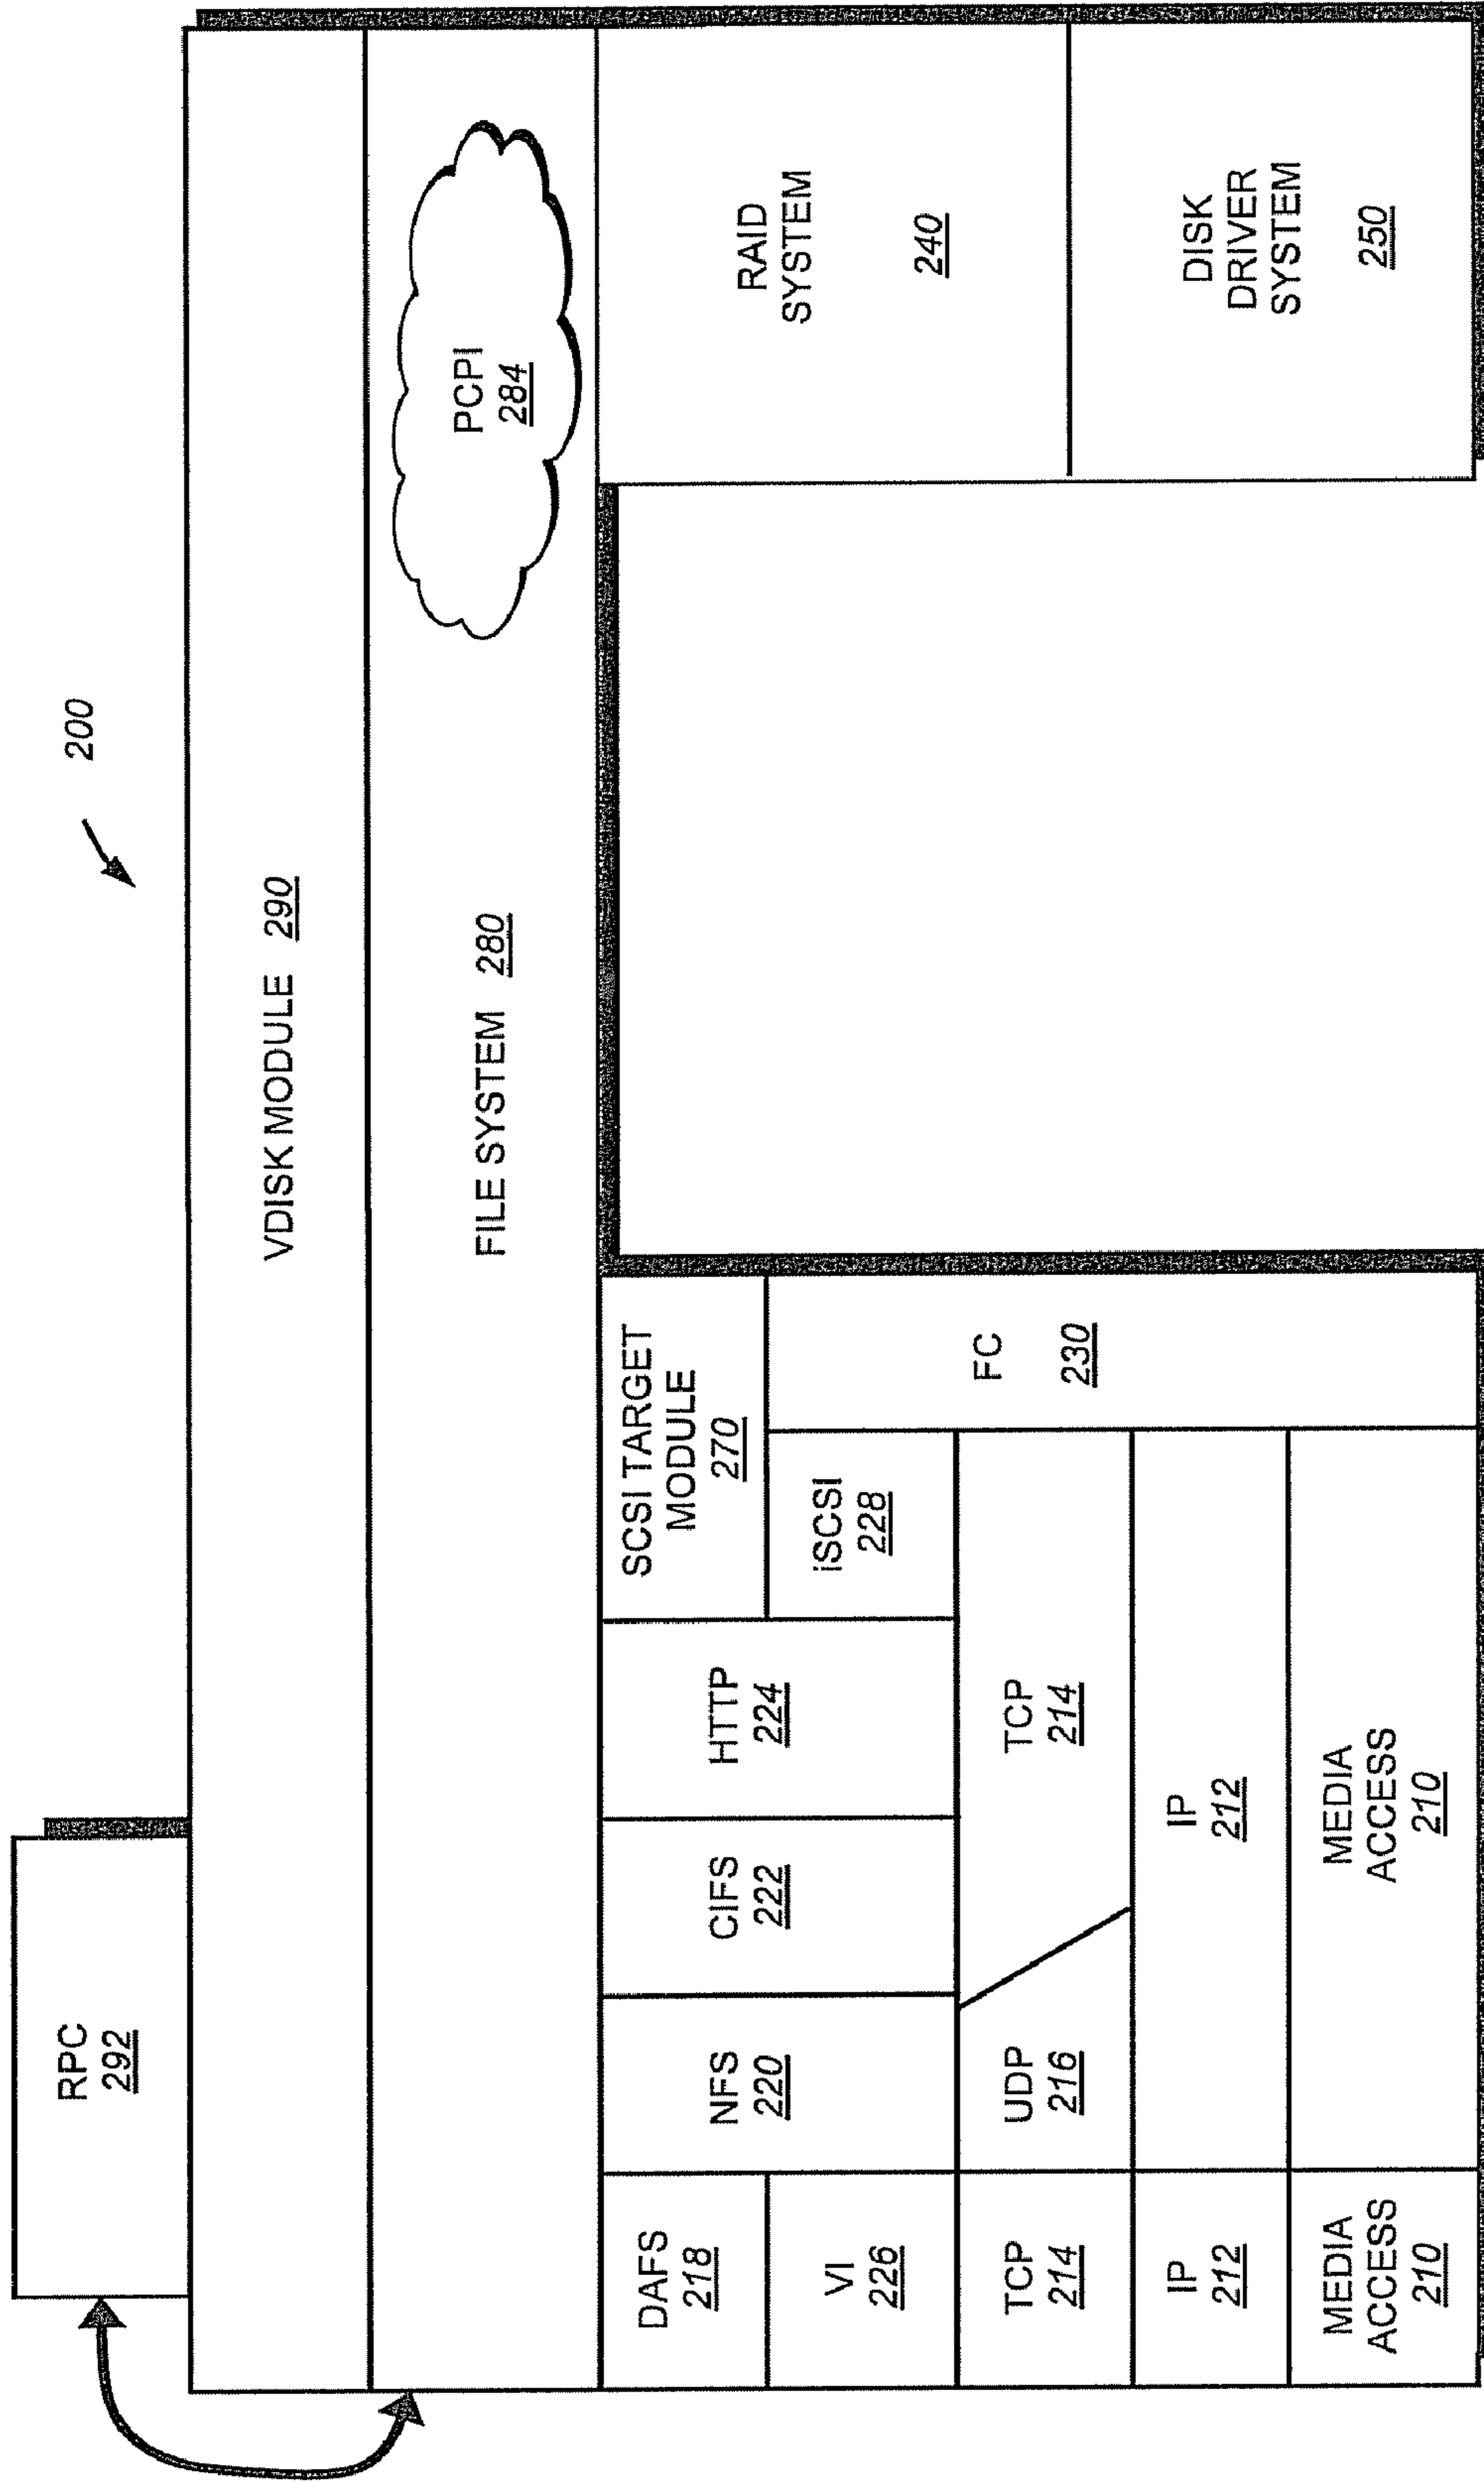 RPC
292
200
VDISK MODULE 290
FILE SYSTEM 280
PCPI
284
DAFS
218
VI
226
TCP
214
IP
212
MEDIA
ACCESS
210
NFS
220
CIFS
222
HTTP
224
SCSI TARGET
MODULE
270
iSCSI
228
FC
230
UDP
216
TCP
214
IP
212
MEDIA
ACCESS
210
RAID
SYSTEM
240
DISK
DRIVER
SYSTEM
250